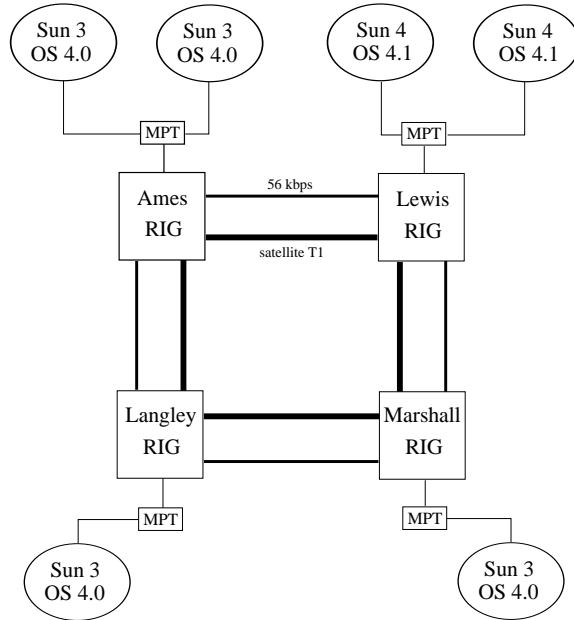 Sun 3
OS 4.0
Sun 3
OS 4.0
Sun 4
OS 4.1
Sun 4
OS 4.1
MPT
MPT
Ames
RIG
56 kbps
satellite T1
Lewis
RIG
Langley
RIG
Marshall
RIG
MPT
MPT
Sun 3
OS 4.0
Sun 3
OS 4.0